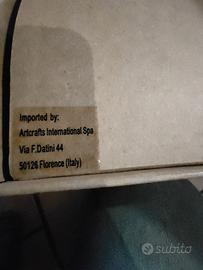 Imported by:
Artcrafts International Spa
Via F.Datini 44
50126 Florence (Italy)
subito